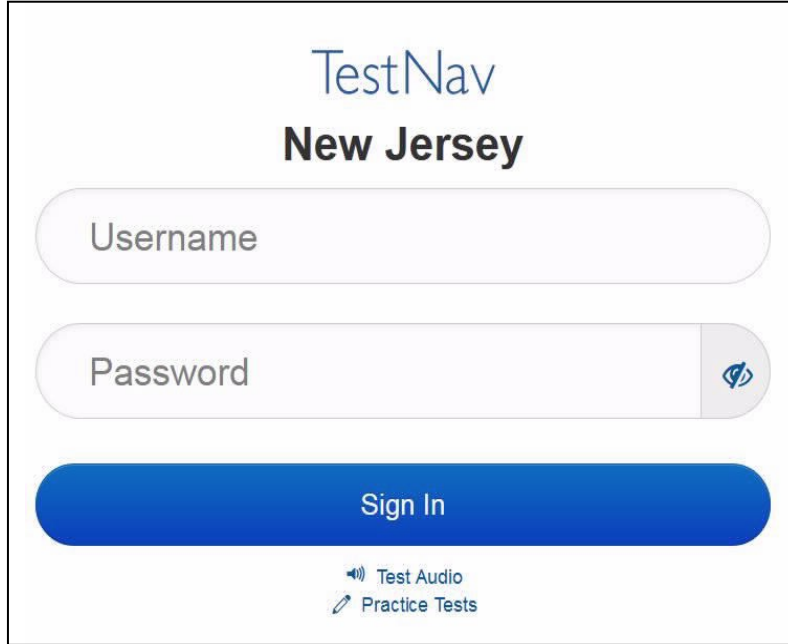 TestNav
New Jersey
Username
Password
Sign In
Test Audio
Practice Tests